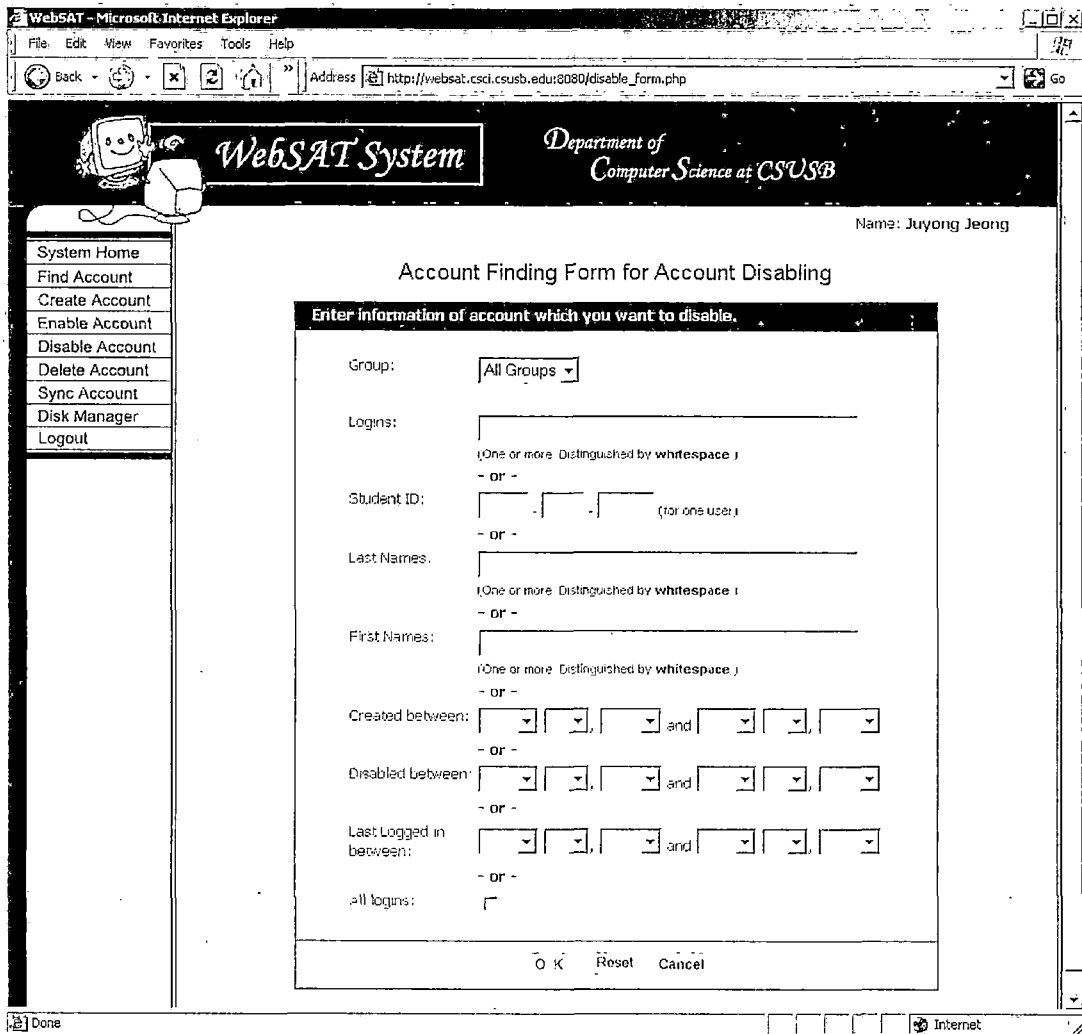 WebSAT - Microsoft Internet Explorer
File Edit View Favorites Tools Help
Back
»
Address http://websat.csci.csusb.edu:8080/disable_form.php
Go
WebSAT System
Department of
Computer Science at CSUSB
Name: Juyong Jeong
System Home
Find Account
Create Account
Enable Account
Disable Account
Delete Account
Sync Account
Disk Manager
Logout
Account Finding Form for Account Disabling
Enter information of account which you want to disable.
Group: All Groups
Logins:
(One or more. Distinguished by whitespace.)
- or -
Student ID: - - (for one user)
- or -
Last Names:
(One or more. Distinguished by whitespace.)
- or -
First Names:
(One or more. Distinguished by whitespace.)
- or -
Created between: , and ,
- or -
Disabled between: , and ,
- or -
Last Logged in
between: , and ,
- or -
All logins:
O K Reset Cancel
Done Internet